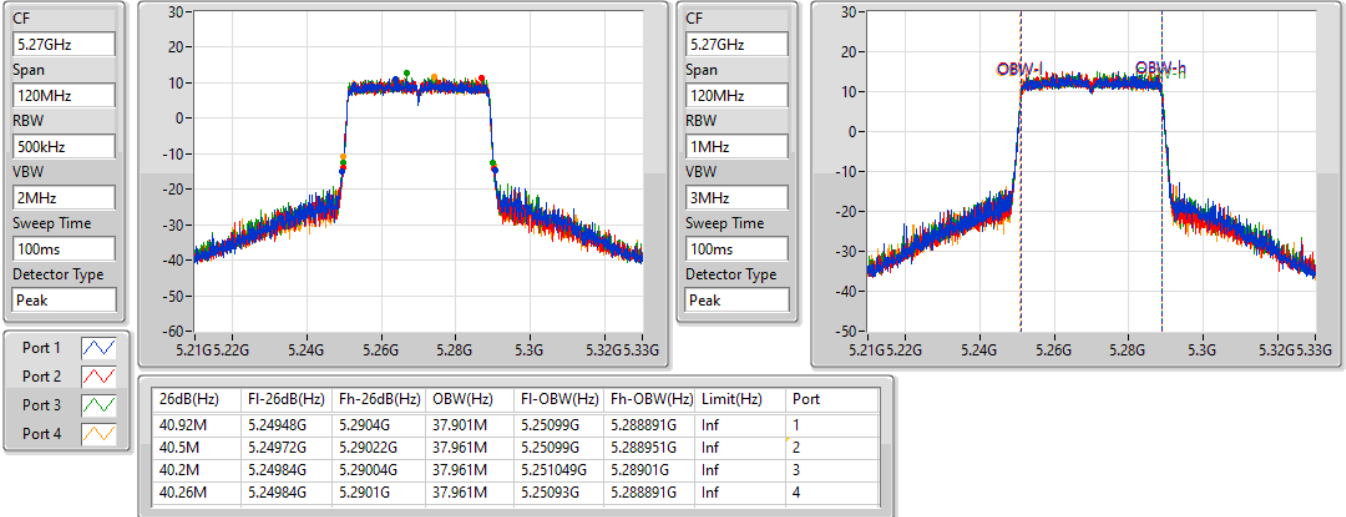 CF
5.27GHz
Span
120MHz
RBW
500kHz
VBW
2MHz
Sweep Time
100ms
Detector Type
Peak
30
20
10
0
-10
-20
-30
-40
-50
-60
5.21G 5.22G 5.24G 5.26G 5.28G 5.3G 5.32G 5.33G
CF
5.27GHz
Span
120MHz
RBW
1MHz
VBW
3MHz
Sweep Time
100ms
Detector Type
Peak
30
20
10
0
-10
-20
-30
-40
-50
OBW-l OBW-h
5.21G 5.22G 5.24G 5.26G 5.28G 5.3G 5.32G 5.33G
Port 1
Port 2
Port 3
Port 4
26dB(Hz) Fl-26dB(Hz) Fh-26dB(Hz) OBW(Hz) Fl-OBW(Hz) Fh-OBW(Hz) Limit(Hz) Port
40.92M 5.24948G 5.2904G 37.901M 5.25099G 5.288891G Inf 1
40.5M 5.24972G 5.29022G 37.961M 5.25099G 5.288951G Inf 2
40.2M 5.24984G 5.29004G 37.961M 5.251049G 5.28901G Inf 3
40.26M 5.24984G 5.2901G 37.961M 5.25093G 5.288891G Inf 4